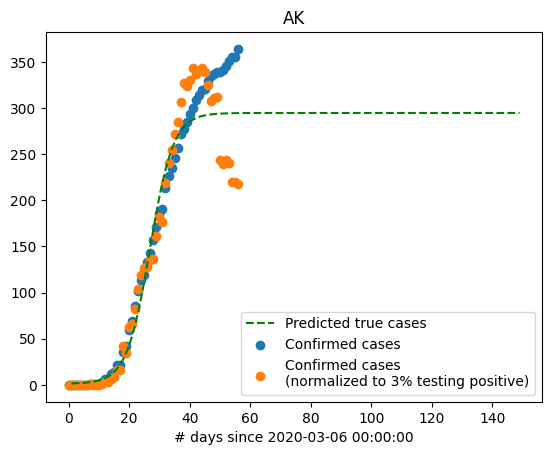 AK
350
300
250
200
150
100
50
0
Predicted true cases
Confirmed cases
Confirmed cases
(normalized to 3% testing positive)
0 20 40 60 80 100 120 140
# days since 2020-03-06 00:00:00